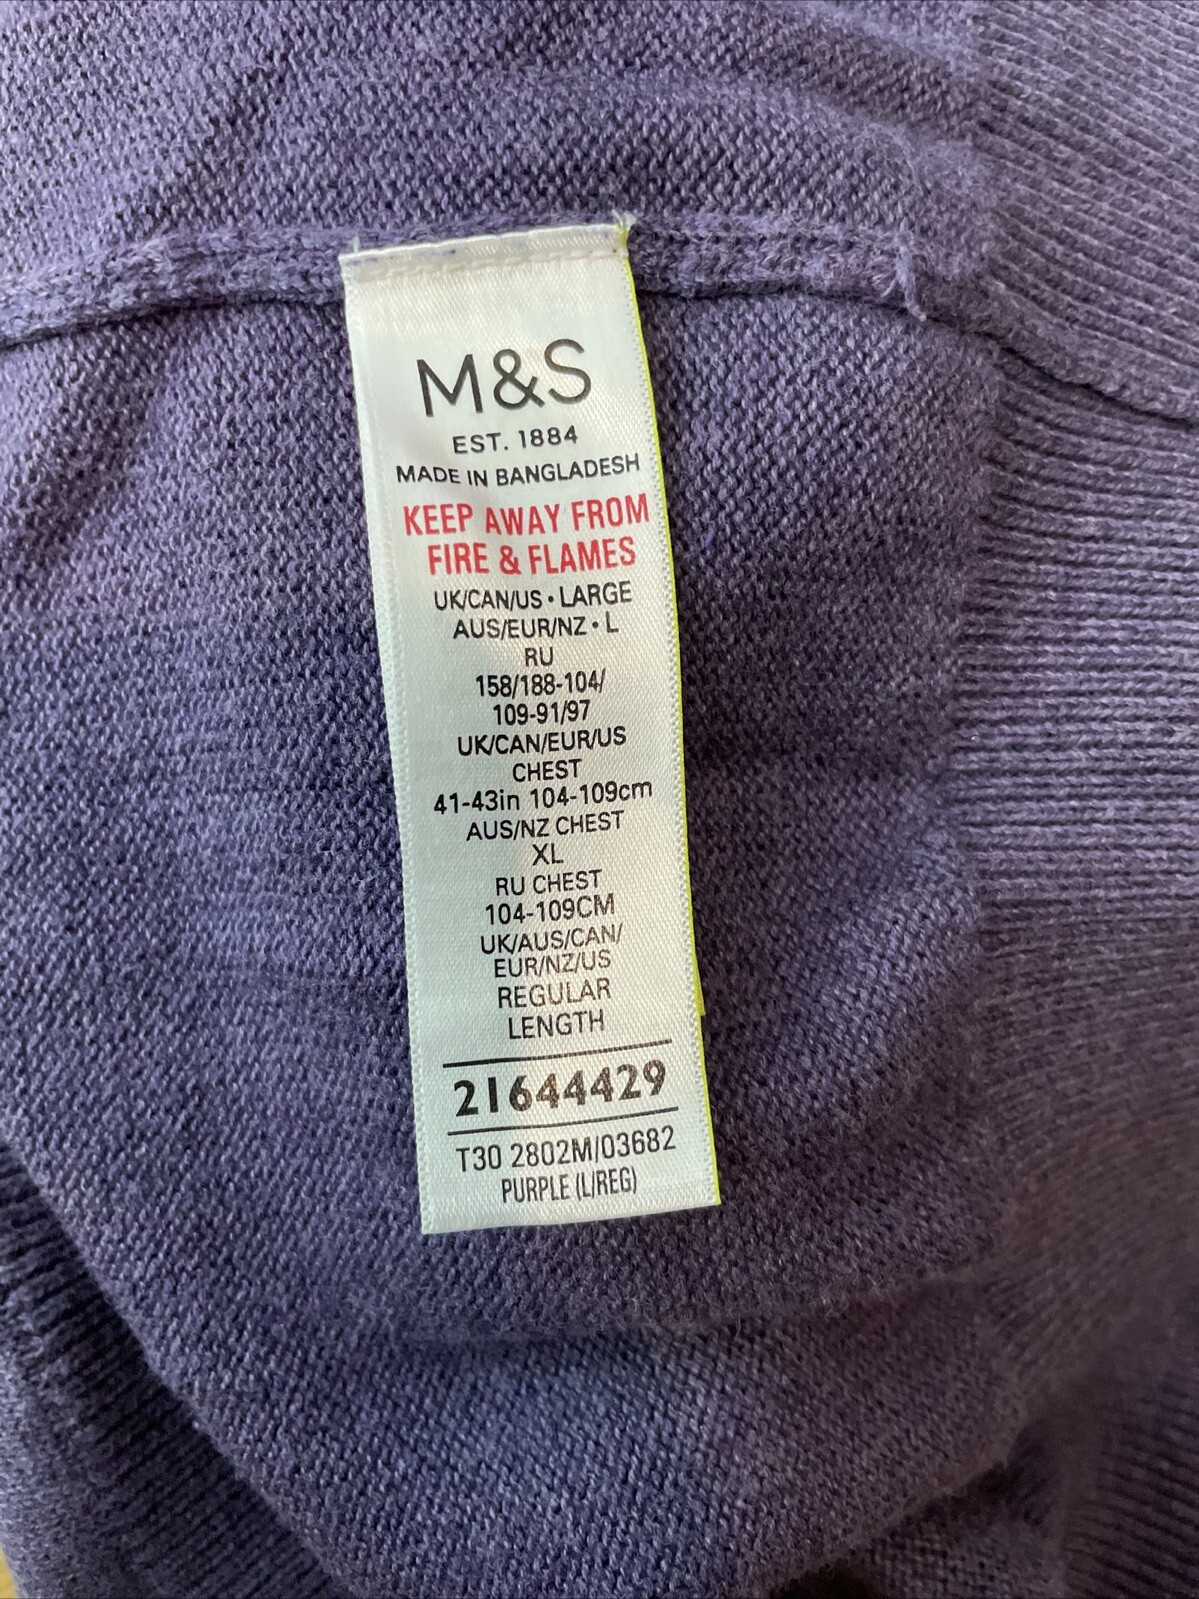 M&S
EST. 1884
MADE IN BANGLADESH
KEEP AWAY FROM
FIRE & FLAMES
UK/CAN/US • LARGE
AUS/EUR/NZ • L
RU
158/188-104/
109-91/97
UK/CAN/EUR/US
CHEST
41-43in 104-109cm
AUS/NZ CHEST
XL
RU CHEST
104-109CM
UK/AUS/CAN/
EUR/NZ/US
REGULAR
LENGTH
21644429
T30 2802M/03682
PURPLE (L/REG)